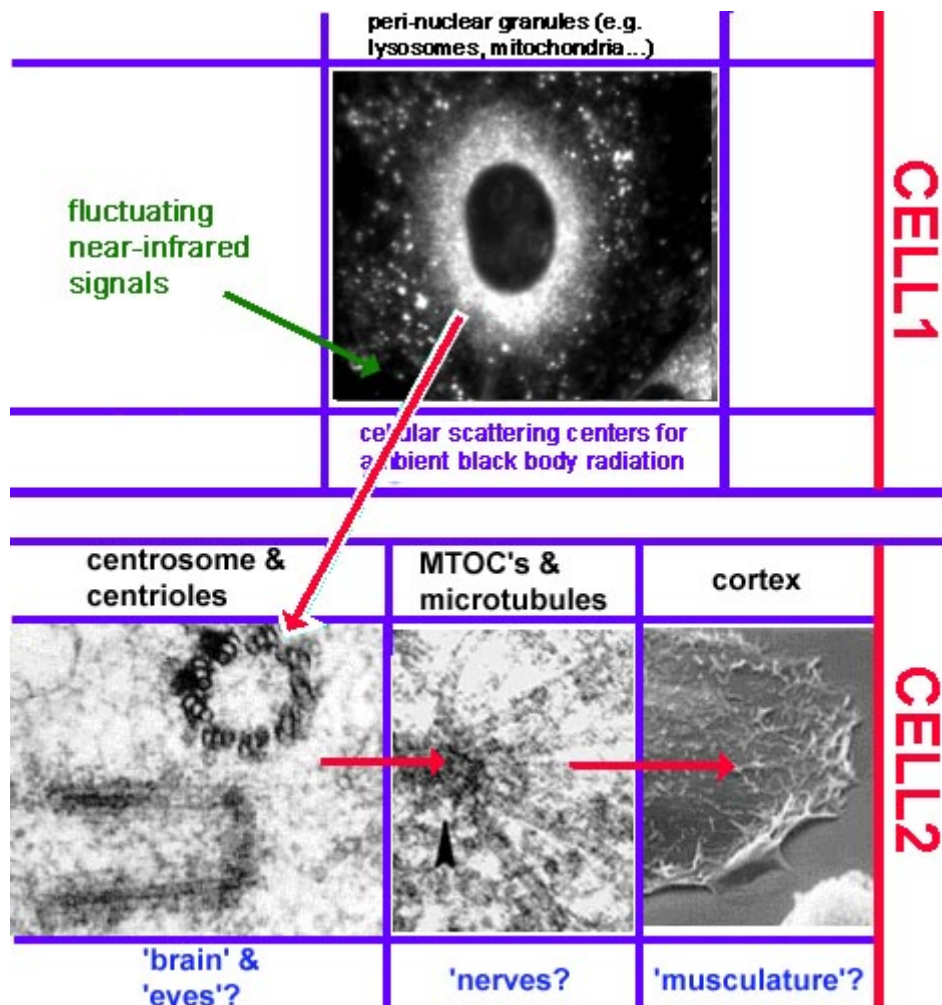 peri-nuclear granules (e.g.
lysosomes, mitochondria...)
fluctuating
near-infrared
signals
CELL1
cellular scattering centers for
ambient black body radiation
centrosome &
centrioles
MTOC's &
microtubules
cortex
CELL2
'brain' &
'eyes'?
'nerves?
'musculature'?